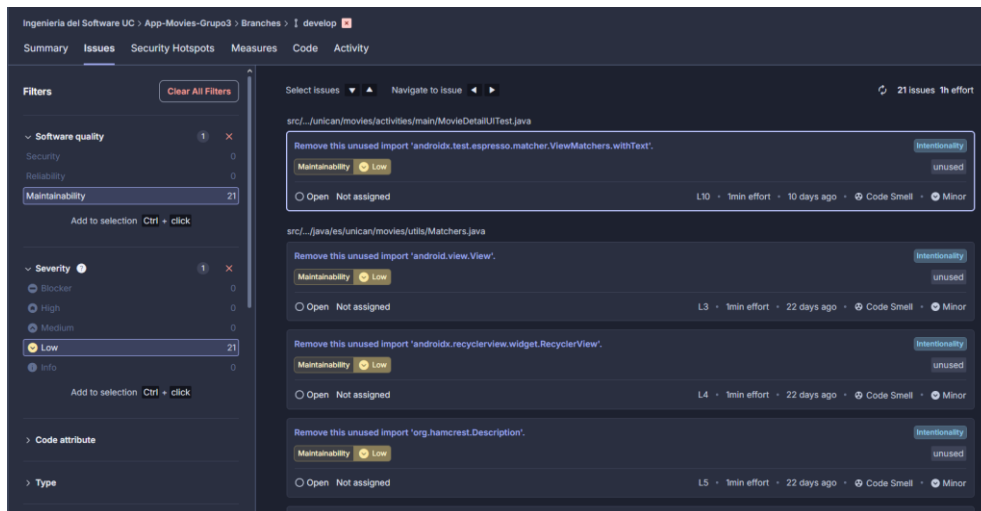 Ingenieria del Software UC > App-Movies-Grupo3 > Branches > develop
Summary Issues Security Hotspots Measures Code Activity
Filters
Clear All Filters
Software quality 1
Security 0
Reliability 0
Maintainability 21
Add to selection Ctrl + click
Severity ? 1
Blocker 0
High 0
Medium 0
Low 21
Info 0
Add to selection Ctrl + click
Code attribute
Type
Select issues Navigate to issue 21 issues 1h effort
src/.../unican/movies/activities/main/MovieDetailUITest.java
Remove this unused import 'androidx.test.espresso.matcher.ViewMatchers.withText'. Intentionality
Maintainability Low unused
Open Not assigned L10 • 1min effort • 10 days ago • Code Smell • Minor
src/.../java/es/unican/movies/utils/Matchers.java
Remove this unused import 'android.view.View'. Intentionality
Maintainability Low unused
Open Not assigned L3 • 1min effort • 22 days ago • Code Smell • Minor
Remove this unused import 'androidx.recyclerview.widget.RecyclerView'. Intentionality
Maintainability Low unused
Open Not assigned L4 • 1min effort • 22 days ago • Code Smell • Minor
Remove this unused import 'org.hamcrest.Description'. Intentionality
Maintainability Low unused
Open Not assigned L5 • 1min effort • 22 days ago • Code Smell • Minor